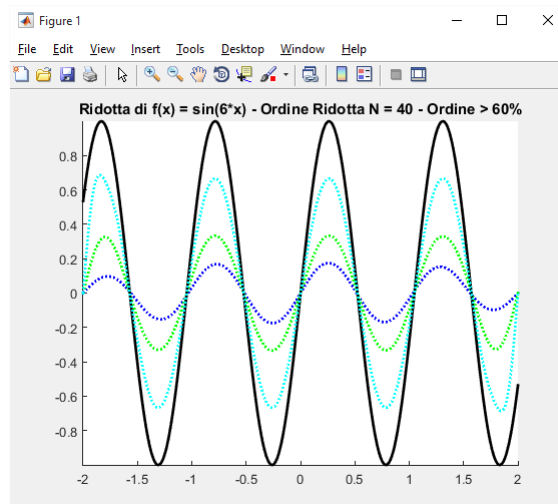 Figure 1
File Edit View Insert Tools Desktop Window Help
Ridotta di f(x) = sin(6*x) - Ordine Ridotta N = 40 - Ordine > 60%
0.8
0.6
0.4
0.2
0
-0.2
-0.4
-0.6
-0.8
-2 -1.5 -1 -0.5 0 0.5 1 1.5 2